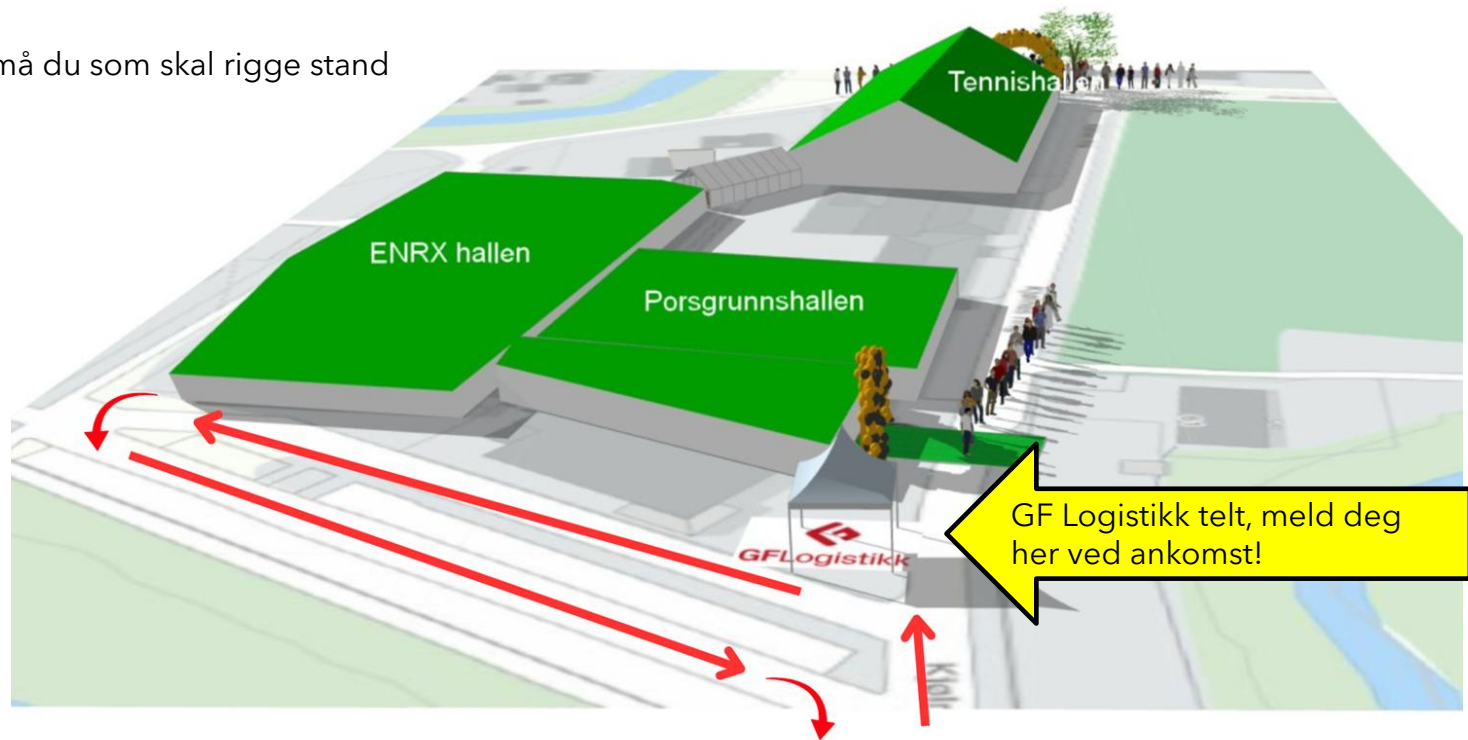 må du som skal rigge stand
Tennishallen
ENRX hallen
Porsgrunnshallen
GF Logistikk telt, meld deg
her ved ankomst!
GFLogistikk